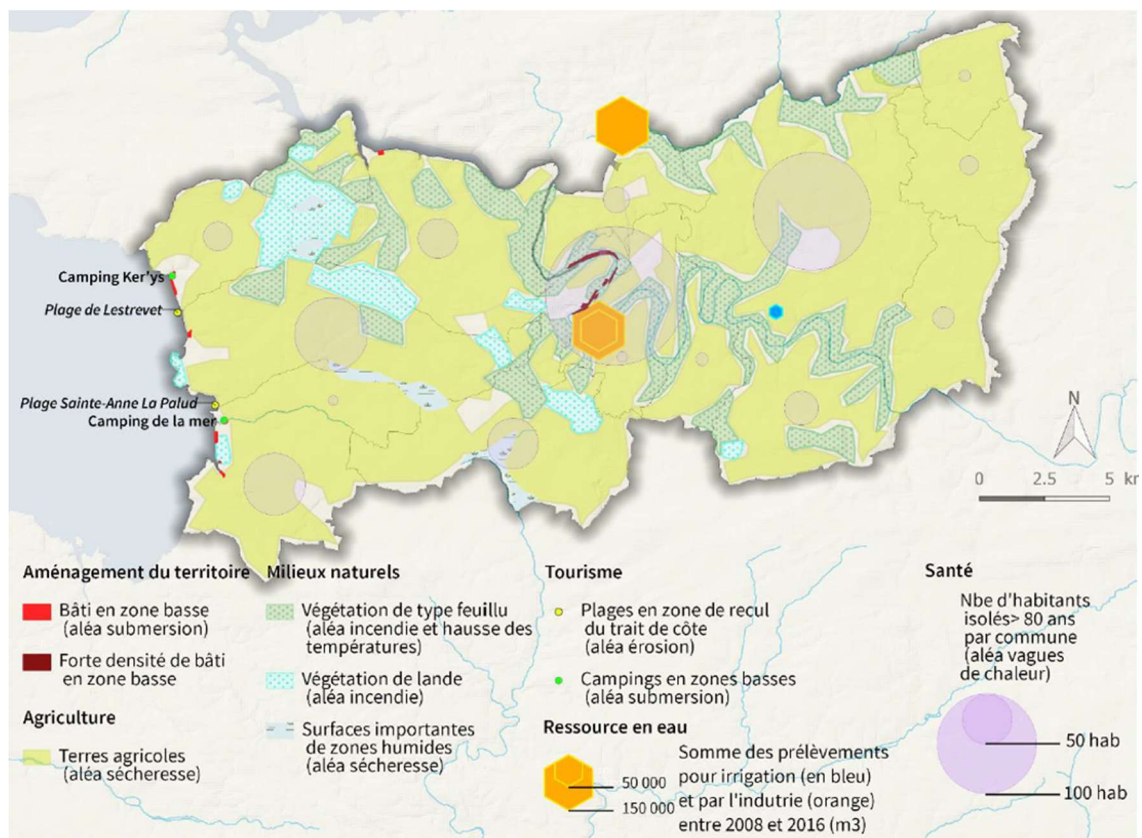 Camping Ker'ys
Plage de Lestrevet
Plage Sainte-Anne La Palud
Camping de la mer
N
0 2.5 5 km
Aménagement du territoire
Bâti en zone basse
(aléa submersion)
Forte densité de bâti
en zone basse
Agriculture
Terres agricoles
(aléa sécheresse)
Milieux naturels
Végétation de type feuillu
(aléa incendie et hausse des
températures)
Végétation de lande
(aléa incendie)
Surfaces importantes
de zones humides
(aléa sécheresse)
Tourisme
Plages en zone de recul
du trait de côte
(aléa érosion)
Campings en zones basses
(aléa submersion)
Ressource en eau
50 000
150 000
Somme des prélèvements
pour irrigation (en bleu)
et par l'indutrie (orange)
entre 2008 et 2016 (m3)
Santé
Nbe d'habitants
isolés> 80 ans
par commune
(aléa vagues
de chaleur)
50 hab
100 hab